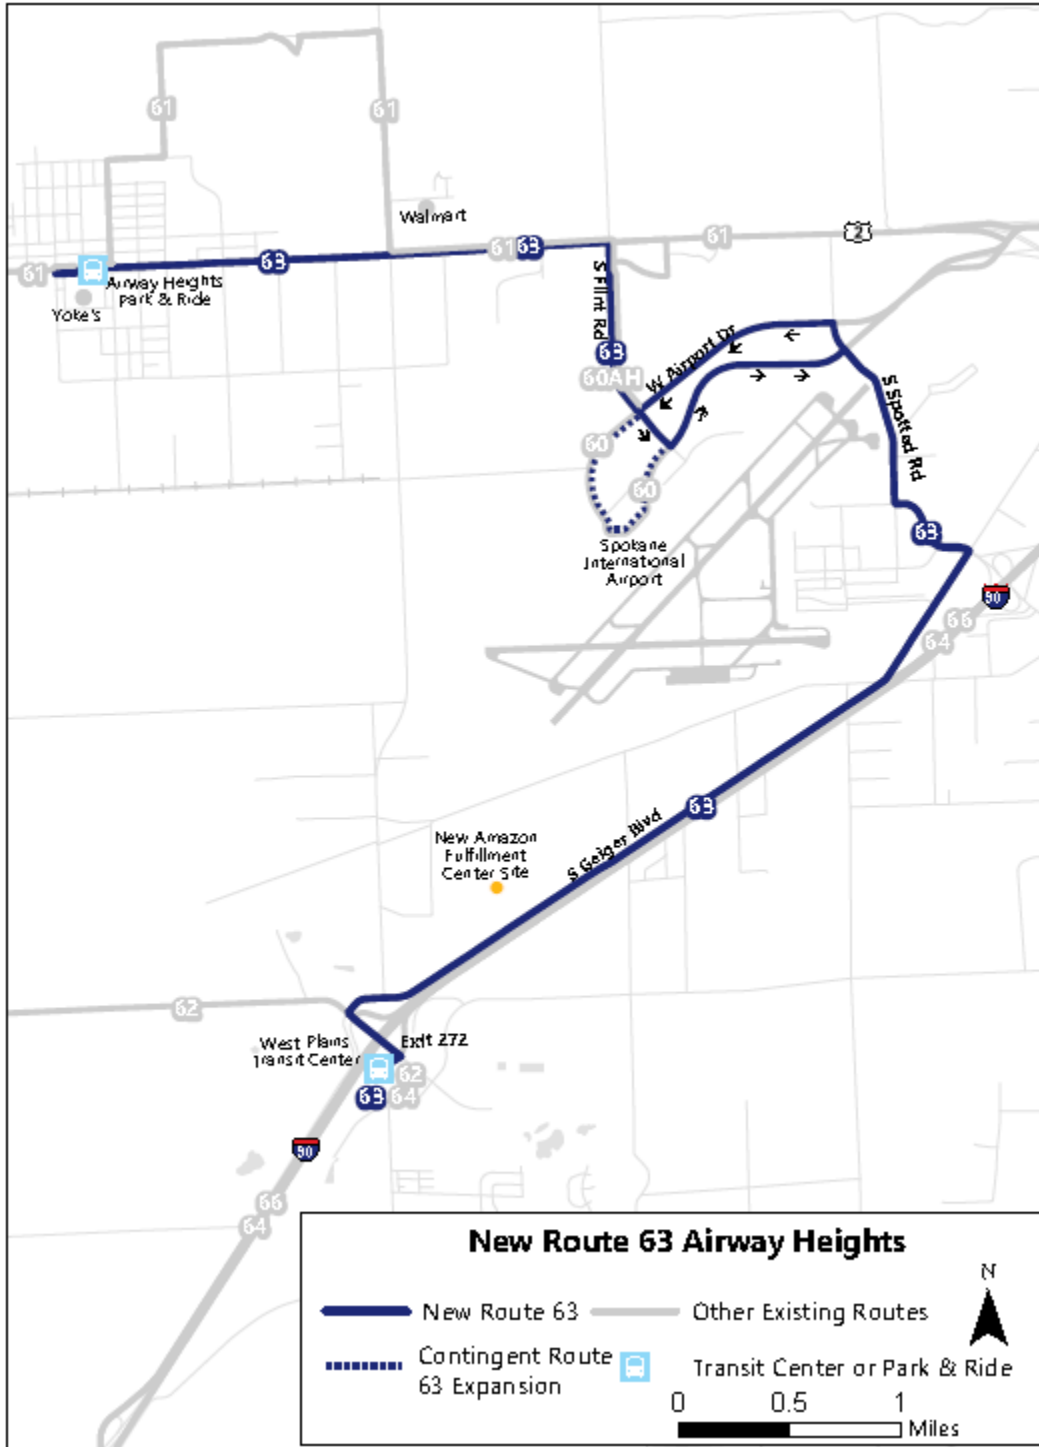 61
61
Walmart
61
63
61
2
63
61
Airway Heights
Park & Ride
Yoke's
S Flint Rd
63
60AH
W Airport Dr
S Spotted Rd
60
60
63
Spokane
International
Airport
90
66
64
63
S Geiger Blvd
New Amazon
Fulfillment
Center Site
62
West Plains
Transit Center
Exit 272
62
63
64
90
66
64
New Route 63 Airway Heights
N
New Route 63
Other Existing Routes
Contingent Route
63 Expansion
Transit Center or Park & Ride
0 0.5 1
Miles